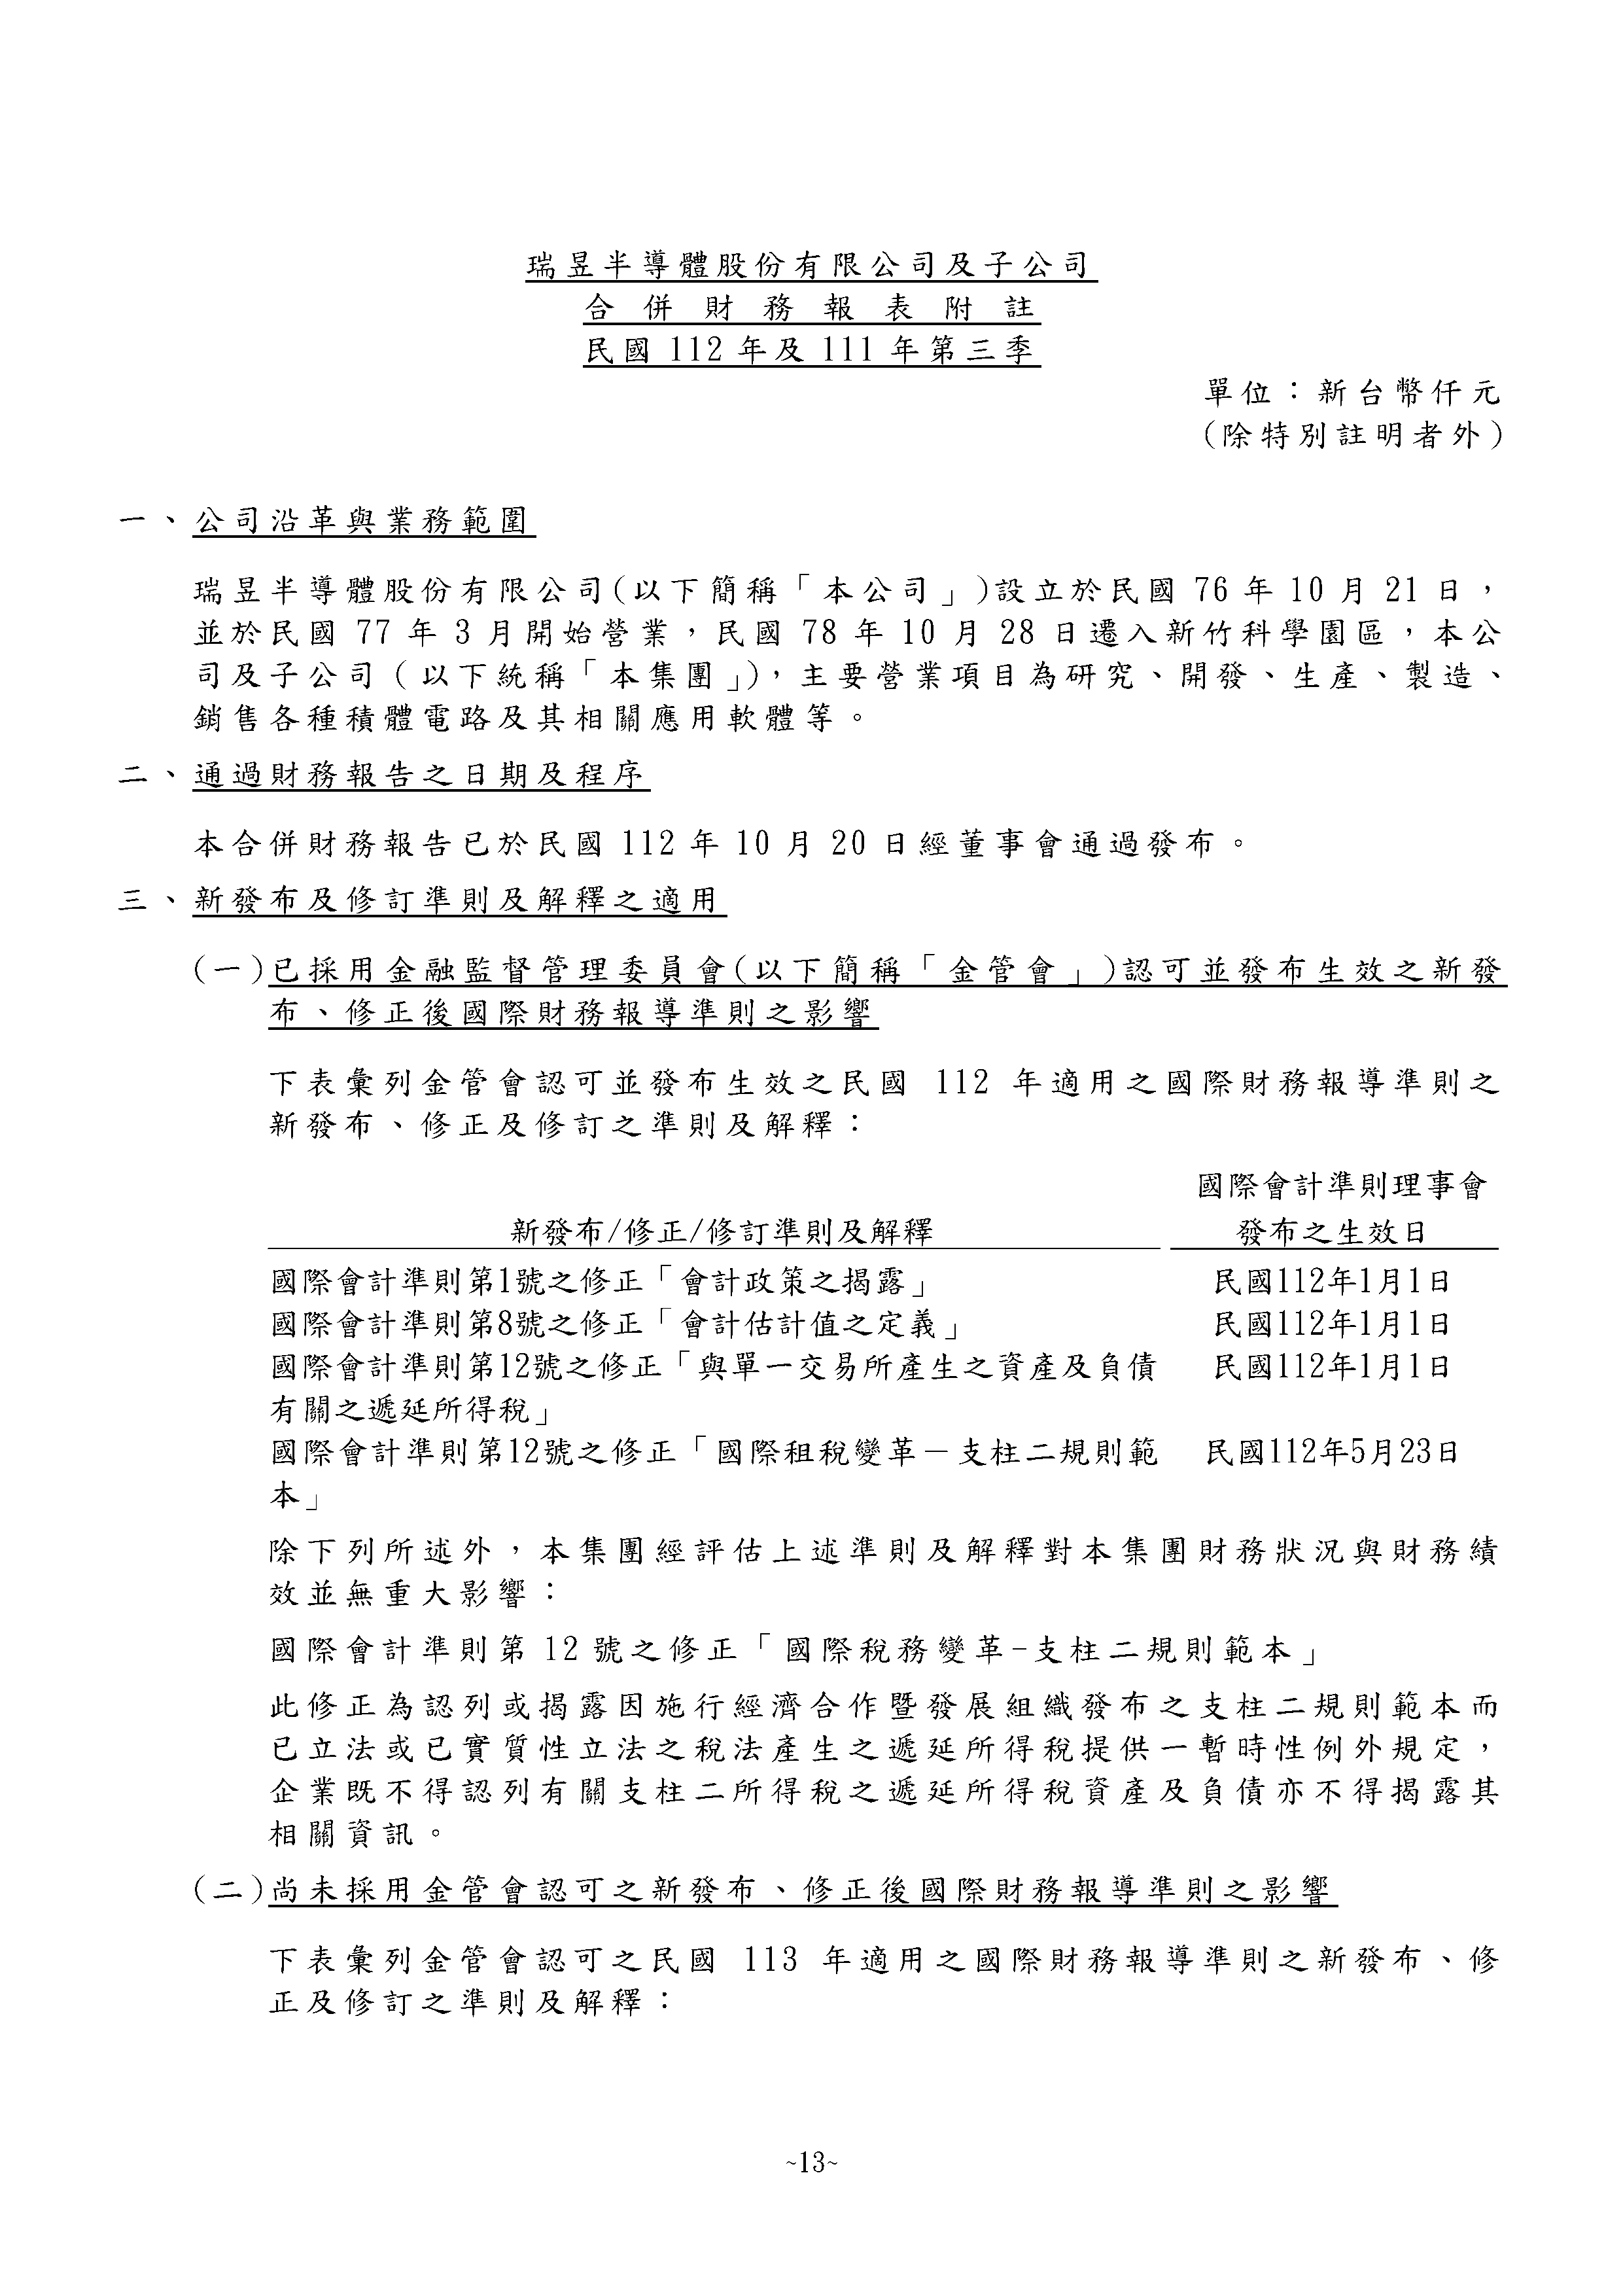 瑞昱半導體股份有限公司及子公司
合併財務報表附註
民國 112 年及 111 年第三季
單位：新台幣仟元
(除特別註明者外)
一、公司沿革與業務範圍
瑞昱半導體股份有限公司(以下簡稱「本公司」)設立於民國 76 年 10 月 21 日，
並於民國 77 年 3 月開始營業，民國 78 年 10 月 28 日遷入新竹科學園區，本公
司及子公司（以下統稱「本集團」)，主要營業項目為研究、開發、生產、製造、
銷售各種積體電路及其相關應用軟體等。
二、通過財務報告之日期及程序
本合併財務報告已於民國 112 年 10 月 20 日經董事會通過發布。
三、新發布及修訂準則及解釋之適用
(一)已採用金融監督管理委員會(以下簡稱「金管會」)認可並發布生效之新發
布、修正後國際財務報導準則之影響
下表彙列金管會認可並發布生效之民國 112 年適用之國際財務報導準則之
新發布、修正及修訂之準則及解釋：
國際會計準則理事會
新發布/修正/修訂準則及解釋 發布之生效日
國際會計準則第1號之修正「會計政策之揭露」 民國112年1月1日
國際會計準則第8號之修正「會計估計值之定義」 民國112年1月1日
國際會計準則第12號之修正「與單一交易所產生之資產及負債 民國112年1月1日
有關之遞延所得稅」
國際會計準則第12號之修正「國際租稅變革－支柱二規則範 民國112年5月23日
本」
除下列所述外，本集團經評估上述準則及解釋對本集團財務狀況與財務績
效並無重大影響：
國際會計準則第 12 號之修正「國際稅務變革-支柱二規則範本」
此修正為認列或揭露因施行經濟合作暨發展組織發布之支柱二規則範本而
已立法或已實質性立法之稅法產生之遞延所得稅提供一暫時性例外規定，
企業既不得認列有關支柱二所得稅之遞延所得稅資產及負債亦不得揭露其
相關資訊。
(二)尚未採用金管會認可之新發布、修正後國際財務報導準則之影響
下表彙列金管會認可之民國 113 年適用之國際財務報導準則之新發布、修
正及修訂之準則及解釋：
~13~